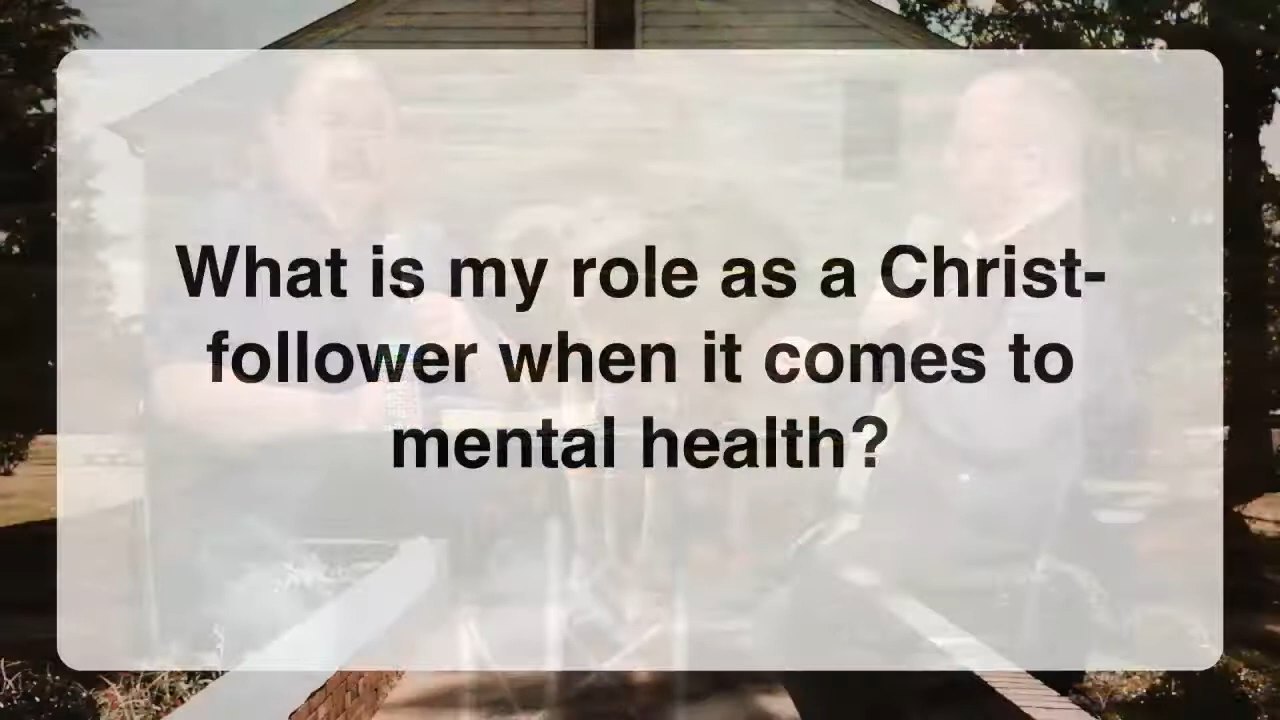 What is my role as a Christ-
follower when it comes to
mental health?